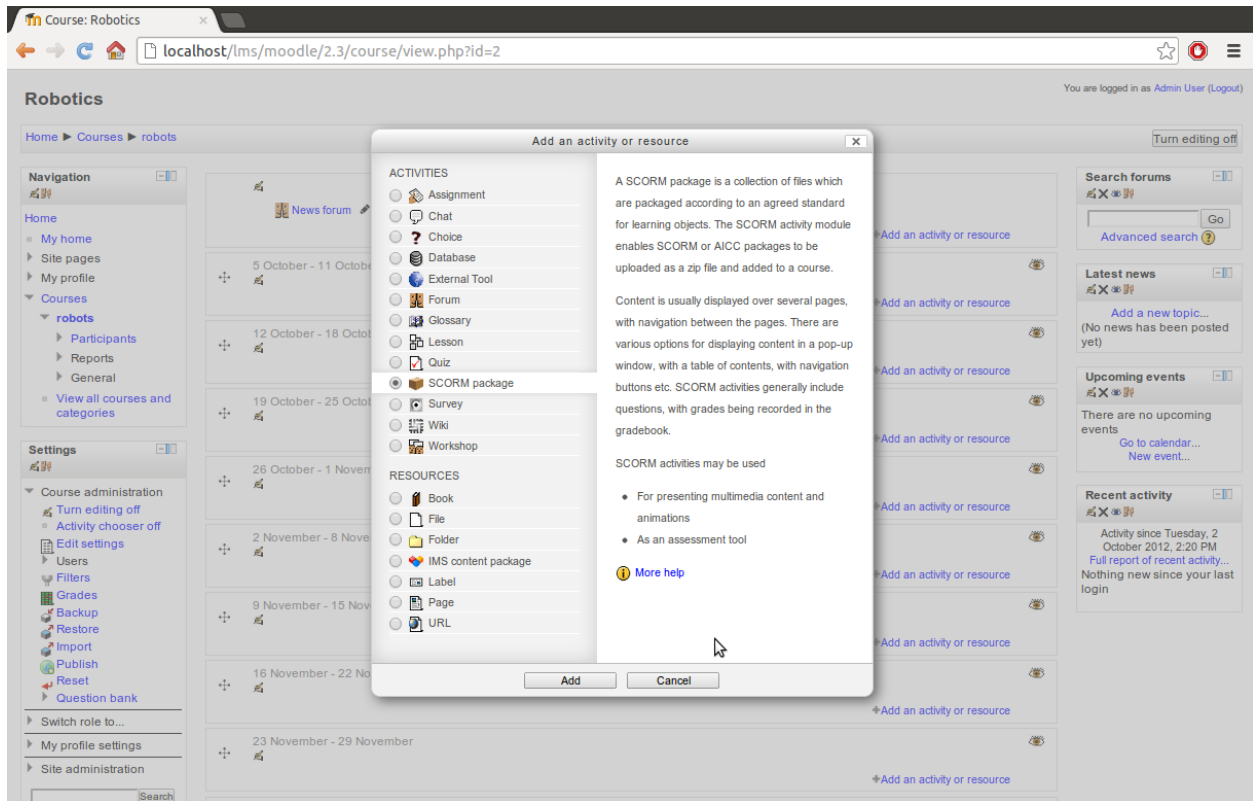 Course: Robotics
localhost/lms/moodle/2.3/course/view.php?id=2
Robotics
You are logged in as Admin User (Logout)
Home ▶ Courses ▶ robots
Turn editing off
Navigation
Home
My home
Site pages
My profile
Courses
robots
Participants
Reports
General
View all courses and
categories
Settings
Course administration
Turn editing off
Activity chooser off
Edit settings
Users
Filters
Grades
Backup
Restore
Import
Publish
Reset
Question bank
Switch role to...
My profile settings
Site administration
Search
News forum
Add an activity or resource
5 October - 11 Octobe
Add an activity or resource
12 October - 18 Octob
Add an activity or resource
19 October - 25 Octob
Add an activity or resource
26 October - 1 Novem
Add an activity or resource
2 November - 8 Nove
Add an activity or resource
9 November - 15 Nov
Add an activity or resource
16 November - 22 No
Add an activity or resource
23 November - 29 November
Add an activity or resource
Add an activity or resource
ACTIVITIES
Assignment
Chat
Choice
Database
External Tool
Forum
Glossary
Lesson
Quiz
SCORM package
Survey
Wiki
Workshop
RESOURCES
Book
File
Folder
IMS content package
Label
Page
URL
A SCORM package is a collection of files which
are packaged according to an agreed standard
for learning objects. The SCORM activity module
enables SCORM or AICC packages to be
uploaded as a zip file and added to a course.
Content is usually displayed over several pages,
with navigation between the pages. There are
various options for displaying content in a pop-up
window, with a table of contents, with navigation
buttons etc. SCORM activities generally include
questions, with grades being recorded in the
gradebook.
SCORM activities may be used
For presenting multimedia content and
animations
As an assessment tool
More help
Add
Cancel
Search forums
Go
Advanced search
Latest news
Add a new topic...
(No news has been posted
yet)
Upcoming events
There are no upcoming
events
Go to calendar...
New event...
Recent activity
Activity since Tuesday, 2
October 2012, 2:20 PM
Full report of recent activity...
Nothing new since your last
login